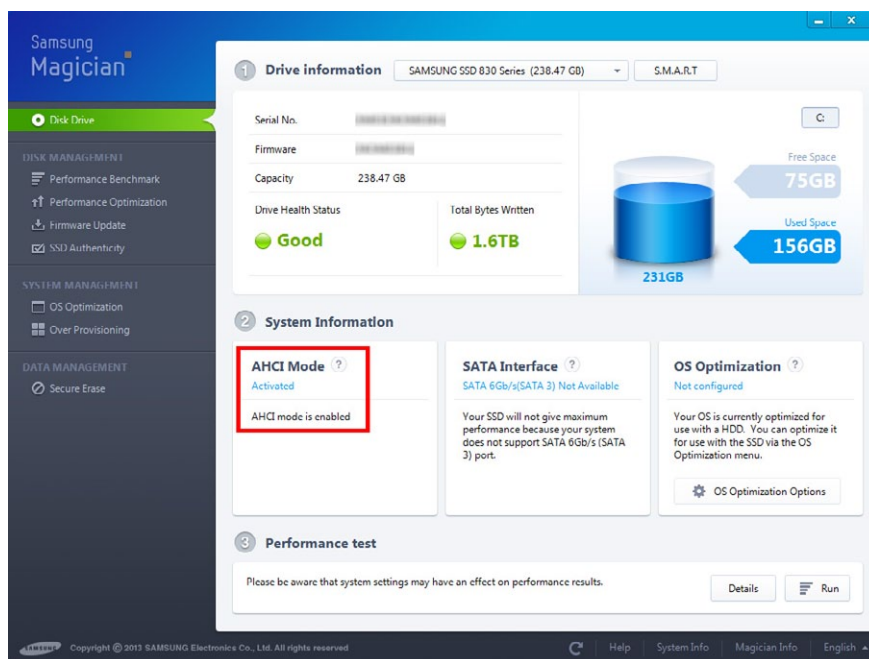 Samsung
Magician
Disk Drive
DISK MANAGEMENT
Performance Benchmark
Performance Optimization
Firmware Update
SSD Authenticity
SYSTEM MANAGEMENT
OS Optimization
Over Provisioning
DATA MANAGEMENT
Secure Erase
1 Drive information SAMSUNG SSD 830 Series (238.47 GB) S.M.A.R.T
Serial No.
Firmware
Capacity 238.47 GB
Drive Health Status Total Bytes Written
Good 1.6TB
C:
Free Space
75GB
Used Space
156GB
231GB
2 System Information
AHCI Mode ?
Activated
AHCI mode is enabled
SATA Interface ?
SATA 6Gb/s(SATA 3) Not Available
Your SSD will not give maximum
performance because your system
does not support SATA 6Gb/s (SATA
3) port.
OS Optimization ?
Not configured
Your OS is currently optimized for
use with a HDD. You can optimize it
for use with the SSD via the OS
Optimization menu.
OS Optimization Options
3 Performance test
Please be aware that system settings may have an effect on performance results.
Details Run
SAMSUNG Copyright © 2013 SAMSUNG Electronics Co., Ltd. All rights reserved
Help System Info Magician Info English